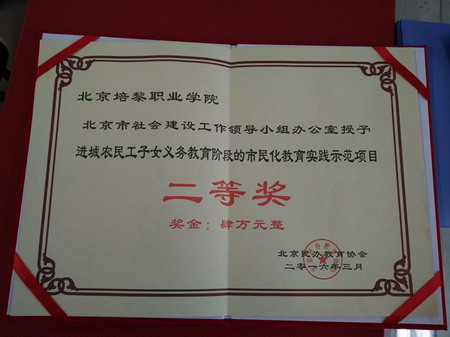 北京培黎职业学院
北京市社会建设工作领导小组办公室授予
进城农民工子女义务教育阶段的市民化教育实践示范项目
二等奖
奖金：肆万元整
北京民办教育协会
二零一六年三月